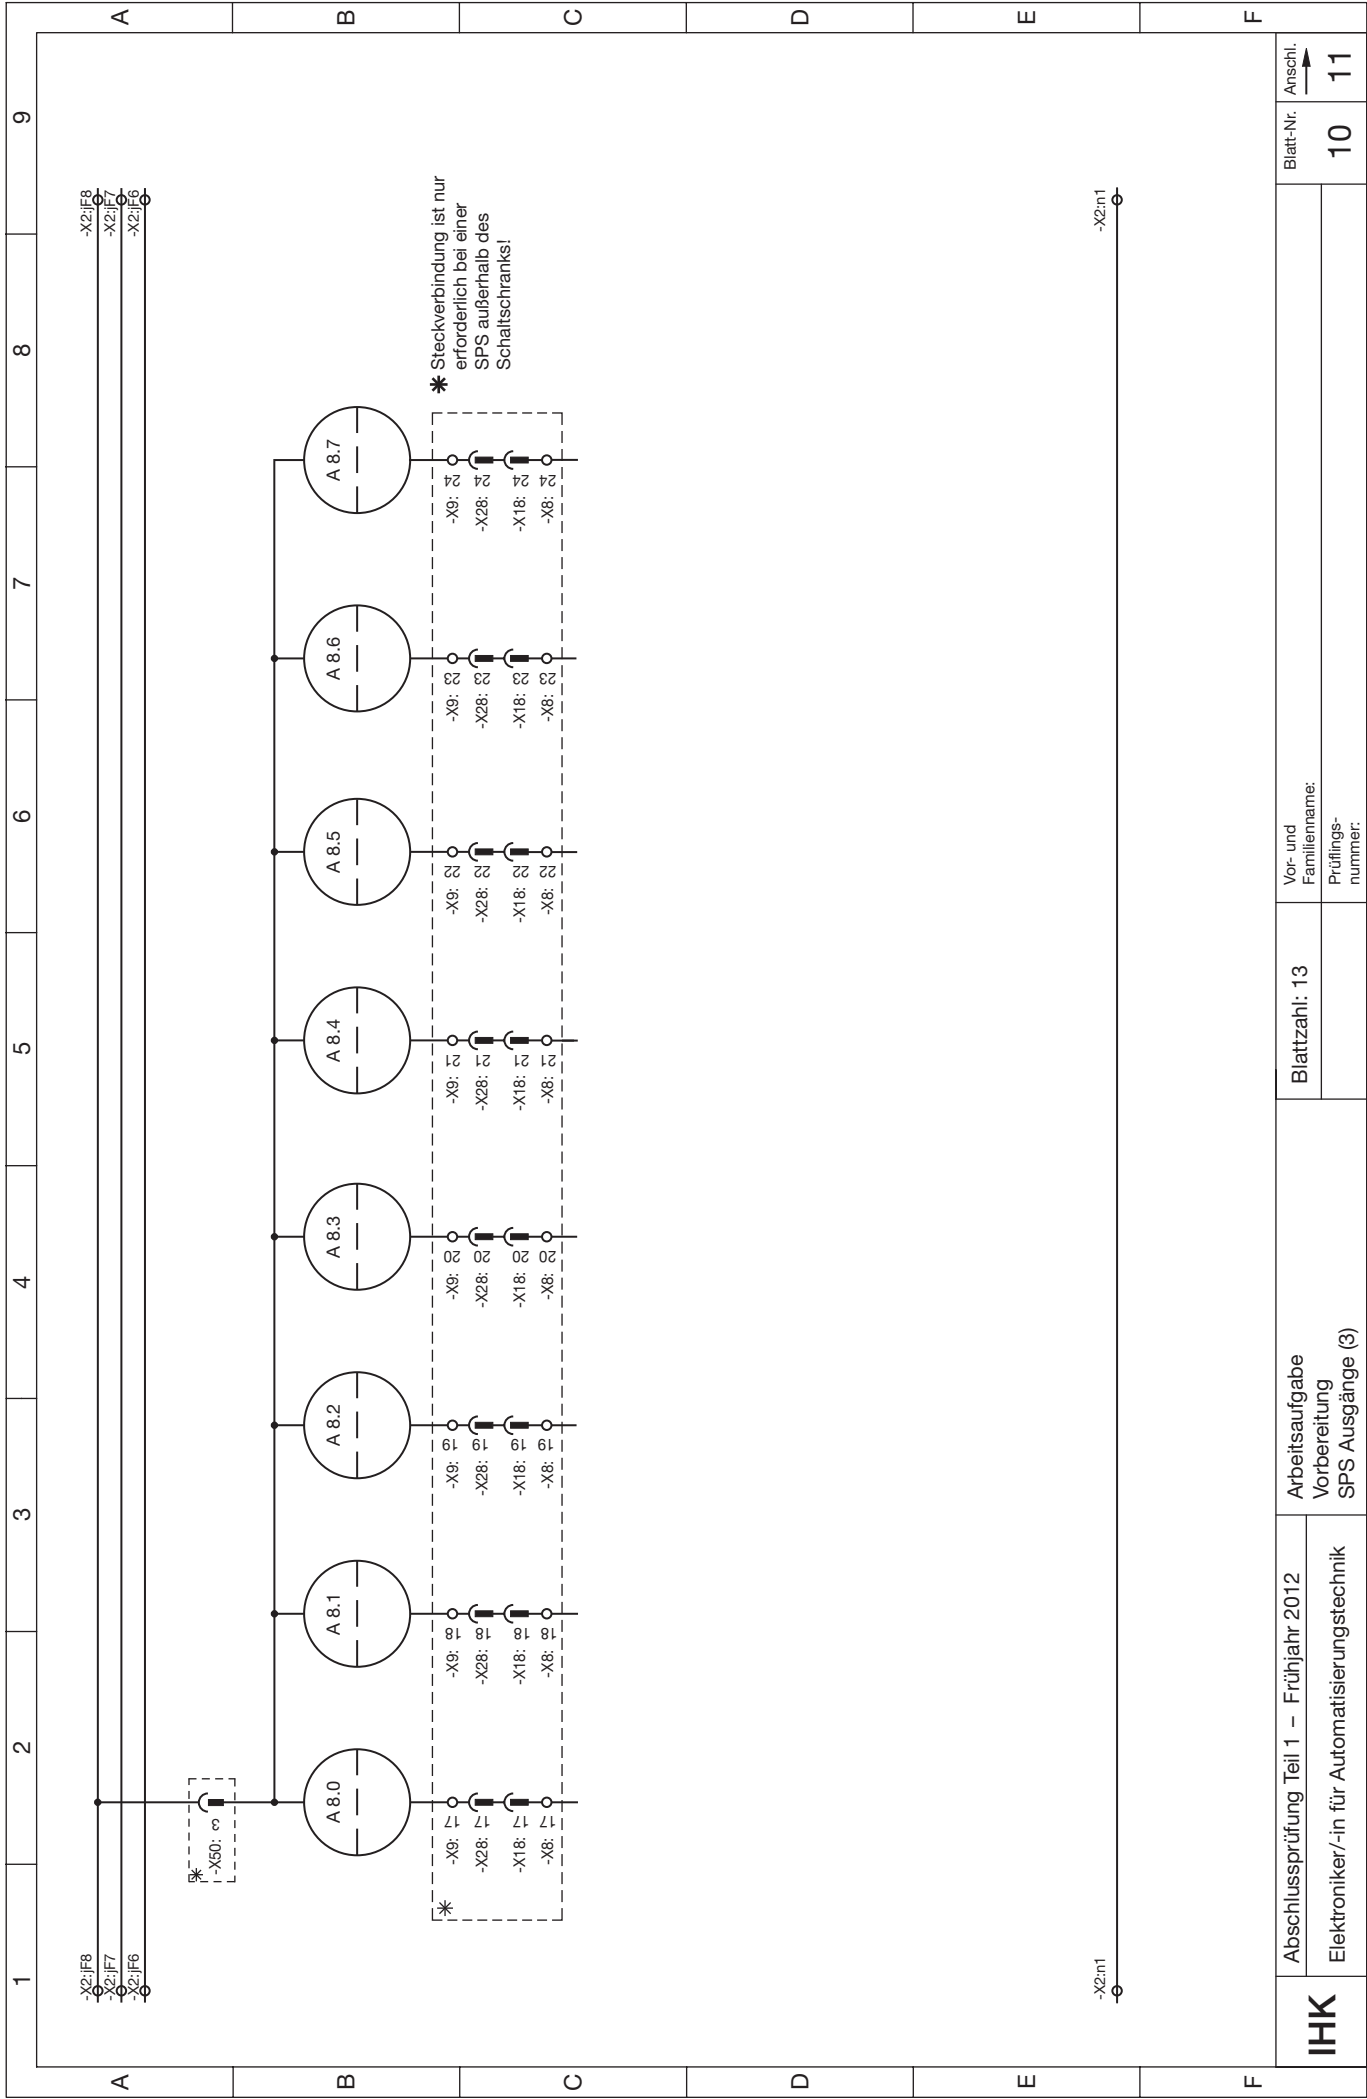 1 2 3 4 5 6 7 8 9
A
B
C
D
E
F
A
B
C
D
E
F
-X2:jF8
-X2:jF7
-X2:jF6
-X2:jF8
-X2:jF7
-X2:jF6
*
-X50: 3
A 8.0
A 8.1
A 8.2
A 8.3
A 8.4
A 8.5
A 8.6
A 8.7
*
-X9: 17
-X28: 17
-X18: 17
-X8: 17
-X9: 18
-X28: 18
-X18: 18
-X8: 18
-X9: 19
-X28: 19
-X18: 19
-X8: 19
-X9: 20
-X28: 20
-X18: 20
-X8: 20
-X9: 21
-X28: 21
-X18: 21
-X8: 21
-X9: 22
-X28: 22
-X18: 22
-X8: 22
-X9: 23
-X28: 23
-X18: 23
-X8: 23
-X9: 24
-X28: 24
-X18: 24
-X8: 24
* Steckverbindung ist nur
erforderlich bei einer
SPS außerhalb des
Schaltschranks!
-X2:n1
-X2:n1
IHK
Abschlussprüfung Teil 1 – Frühjahr 2012
Elektroniker/-in für Automatisierungstechnik
Arbeitsaufgabe
Vorbereitung
SPS Ausgänge (3)
Blattzahl: 13
Vor- und
Familienname:
Prüflings-
nummer:
Blatt-Nr.
10
Anschl.
11